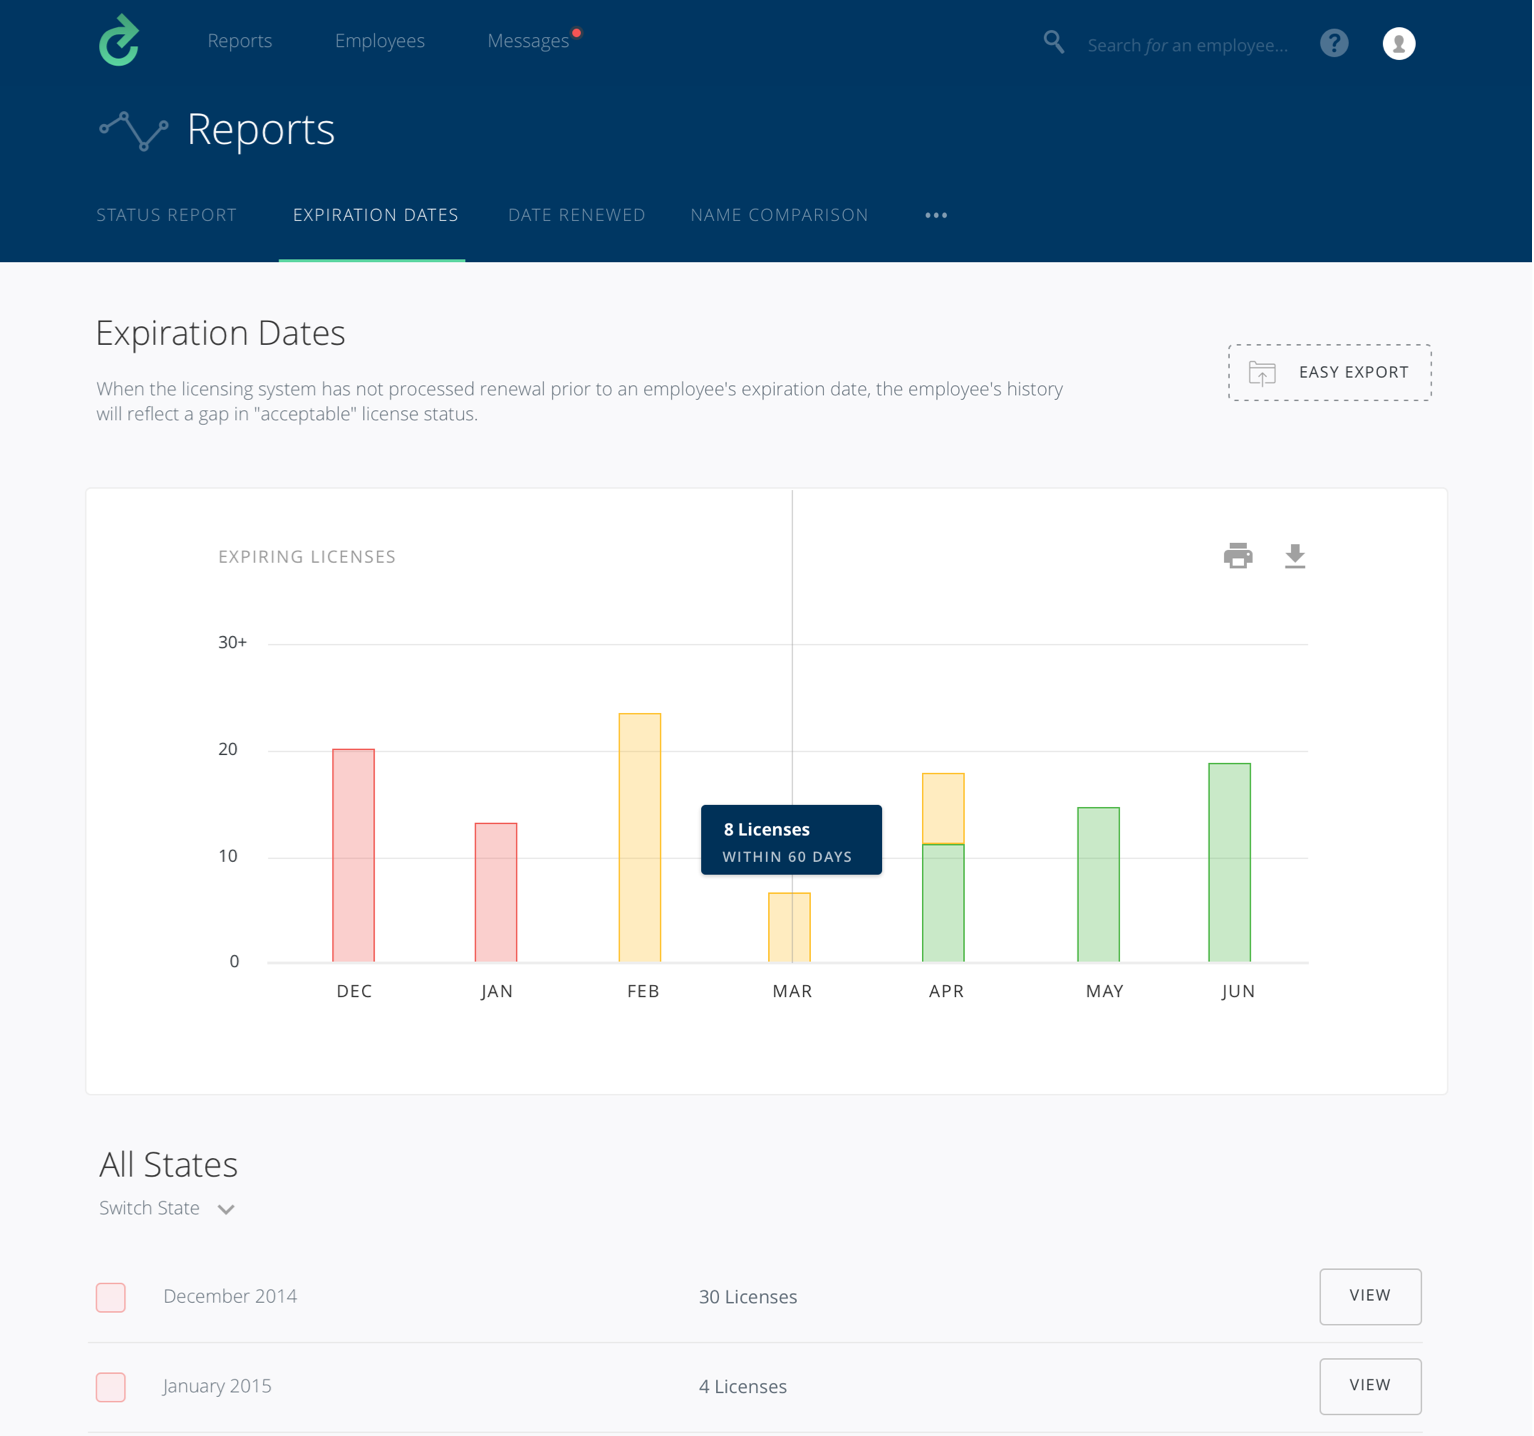 Reports
Employees
Messages
Search for an employee...
?
Reports
STATUS REPORT
EXPIRATION DATES
DATE RENEWED
NAME COMPARISON
•••
Expiration Dates
When the licensing system has not processed renewal prior to an employee's expiration date, the employee's history
will reflect a gap in "acceptable" license status.
EASY EXPORT
EXPIRING LICENSES
30+
20
10
0
8 Licenses
WITHIN 60 DAYS
DEC
JAN
FEB
MAR
APR
MAY
JUN
All States
Switch State
December 2014
30 Licenses
VIEW
January 2015
4 Licenses
VIEW